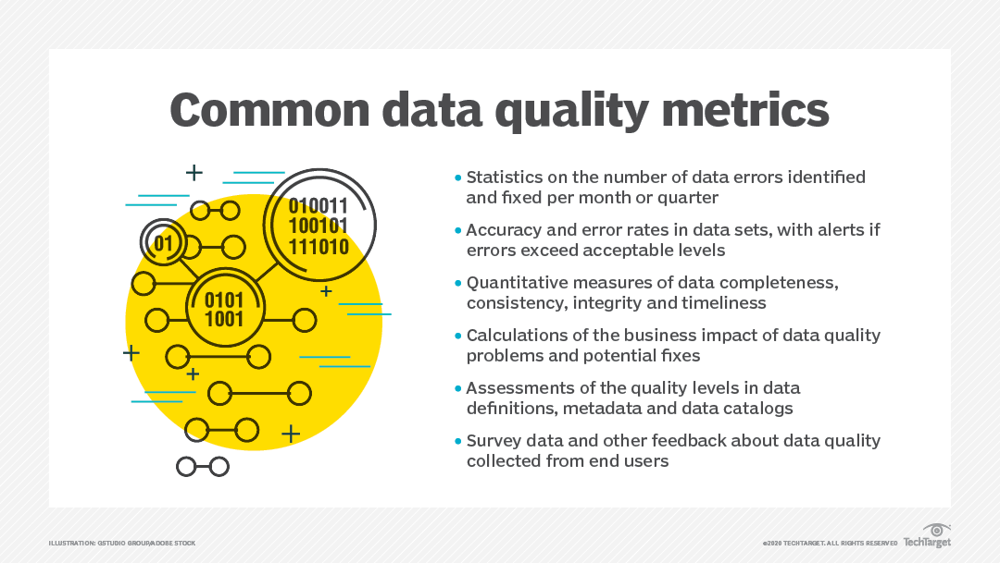 Common data quality metrics
010011
100101
111010
01
0101
1001
• Statistics on the number of data errors identified
and fixed per month or quarter
• Accuracy and error rates in data sets, with alerts if
errors exceed acceptable levels
• Quantitative measures of data completeness,
consistency, integrity and timeliness
• Calculations of the business impact of data quality
problems and potential fixes
• Assessments of the quality levels in data
definitions, metadata and data catalogs
• Survey data and other feedback about data quality
collected from end users
ILLUSTRATION: GSTUDIO GROUP/ADOBE STOCK
©2020 TECHTARGET. ALL RIGHTS RESERVED
TechTarget